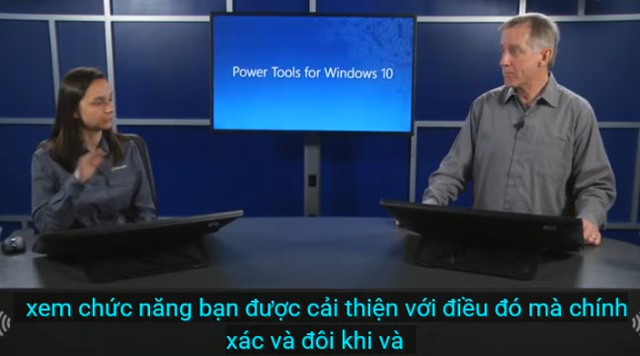 Power Tools for Windows 10
xem chức năng bạn được cải thiện với điều đó mà chính
xác và đôi khi và